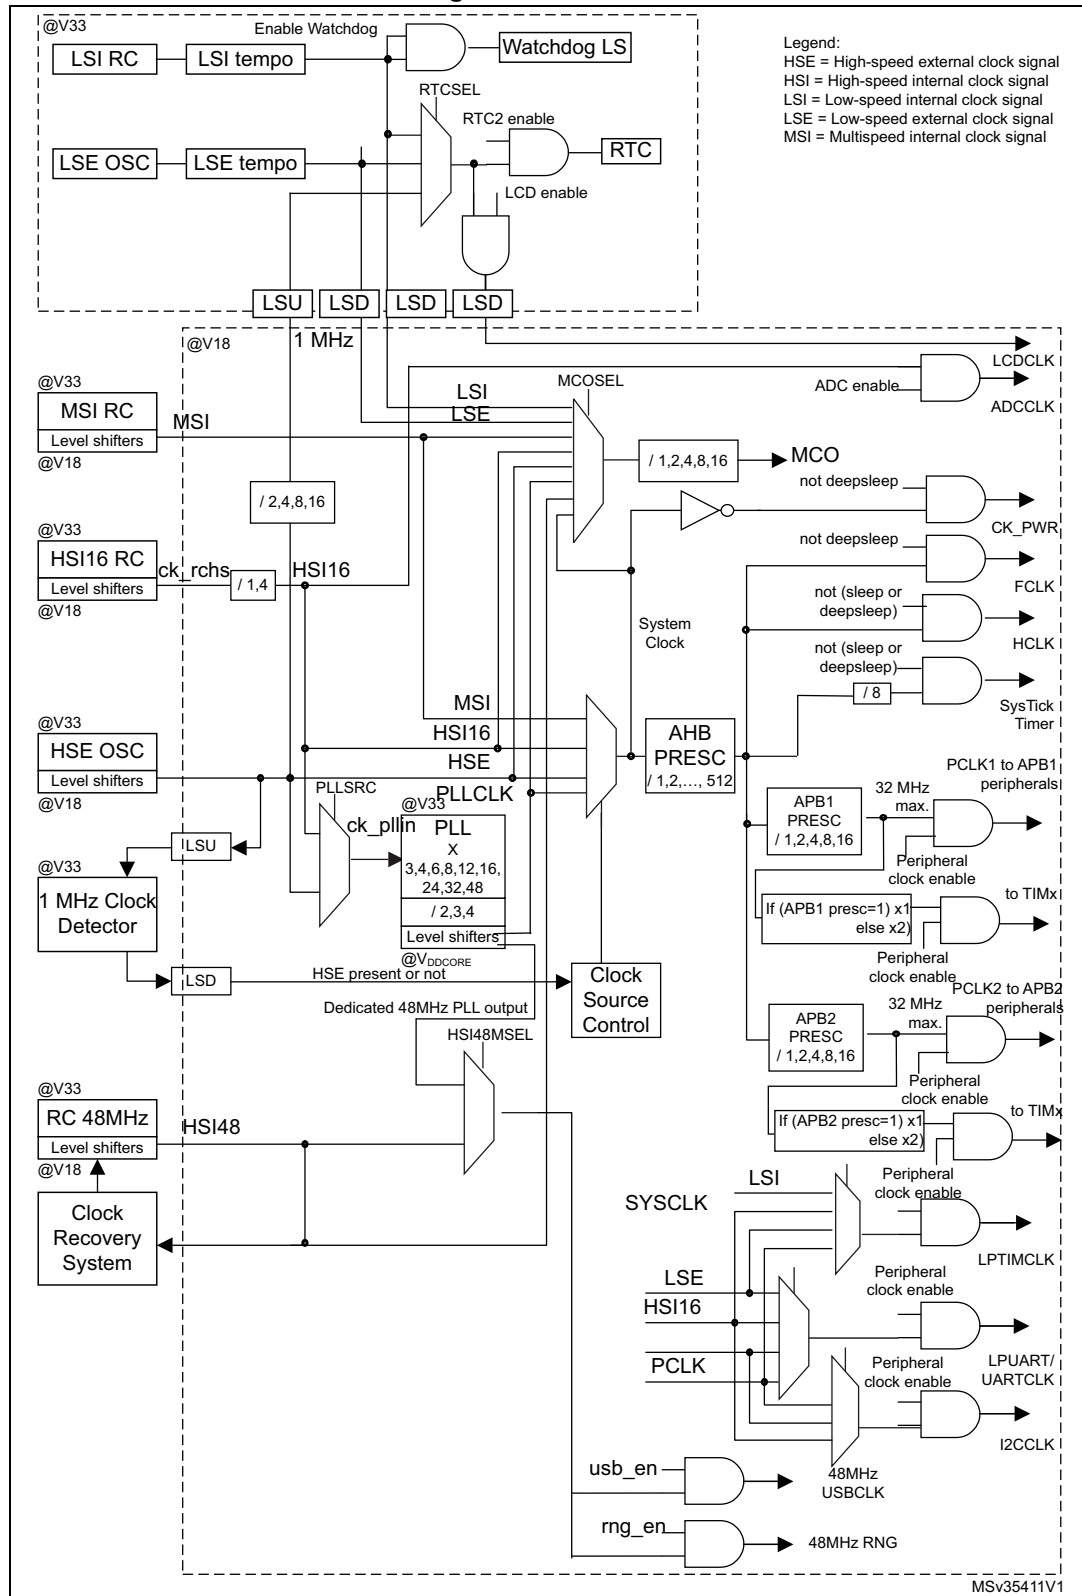 @V33
Enable Watchdog
LSI RC
LSI tempo
Watchdog LS
Legend:
HSE = High-speed external clock signal
HSI = High-speed internal clock signal
LSI = Low-speed internal clock signal
LSE = Low-speed external clock signal
MSI = Multispeed internal clock signal
RTCSEL
RTC2 enable
LSE OSC
LSE tempo
RTC
LCD enable
LSU
LSD
LSD
LSD
1 MHz
@V18
LCDCLK
@V33
MSI RC
Level shifters
@V18
MSI
LSI
LSE
MCOSEL
ADC enable
ADCCLK
/ 1,2,4,8,16
MCO
/ 2,4,8,16
not deepsleep
CK_PWR
@V33
HSI16 RC
Level shifters
@V18
ck_rchs
/ 1,4
HSI16
not deepsleep
FCLK
System
Clock
not (sleep or
deepsleep)
HCLK
not (sleep or
deepsleep)
/ 8
SysTick
Timer
@V33
HSE OSC
Level shifters
@V18
MSI
HSI16
HSE
PLLCLK
AHB
PRESC
/ 1,2,…, 512
PLLSRC
ck_pllin
@V33
PLL
X
3,4,6,8,12,16,
24,32,48
/ 2,3,4
Level shifters
@VDDCORE
PCLK1 to APB1
peripherals
32 MHz
max.
APB1
PRESC
/ 1,2,4,8,16
Peripheral
clock enable
LSU
@V33
1 MHz Clock
Detector
to TIMx
If (APB1 presc=1) x1
else x2)
Peripheral
clock enable
LSD
HSE present or not
Clock
Source
Control
Dedicated 48MHz PLL output
PCLK2 to APB2
peripherals
32 MHz
max.
APB2
PRESC
/ 1,2,4,8,16
Peripheral
clock enable
HSI48MSEL
@V33
RC 48MHz
Level shifters
@V18
HSI48
to TIMx
If (APB2 presc=1) x1
else x2)
Peripheral
clock enable
Clock
Recovery
System
LSI
SYSCLK
LPTIMCLK
LSE
HSI16
PCLK
Peripheral
clock enable
LPUART/
UARTCLK
Peripheral
clock enable
I2CCLK
usb_en
48MHz
USBCLK
rng_en
48MHz RNG
MSv35411V1